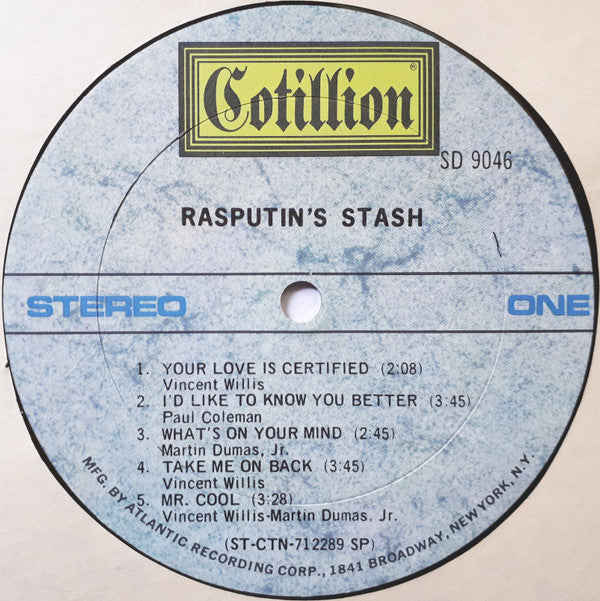 Cotillion®
SD 9046
RASPUTIN'S STASH
STEREO
ONE
1. YOUR LOVE IS CERTIFIED (2:08)
Vincent Willis
2. I'D LIKE TO KNOW YOU BETTER (3:45)
Paul Coleman
3. WHAT'S ON YOUR MIND (2:45)
Martin Dumas, Jr.
4. TAKE ME ON BACK (3:45)
Vincent Willis
5. MR. COOL (3:28)
Vincent Willis-Martin Dumas, Jr.
(ST-CTN-712289 SP)
MFG. BY ATLANTIC RECORDING CORP., 1841 BROADWAY, NEW YORK, N.Y.